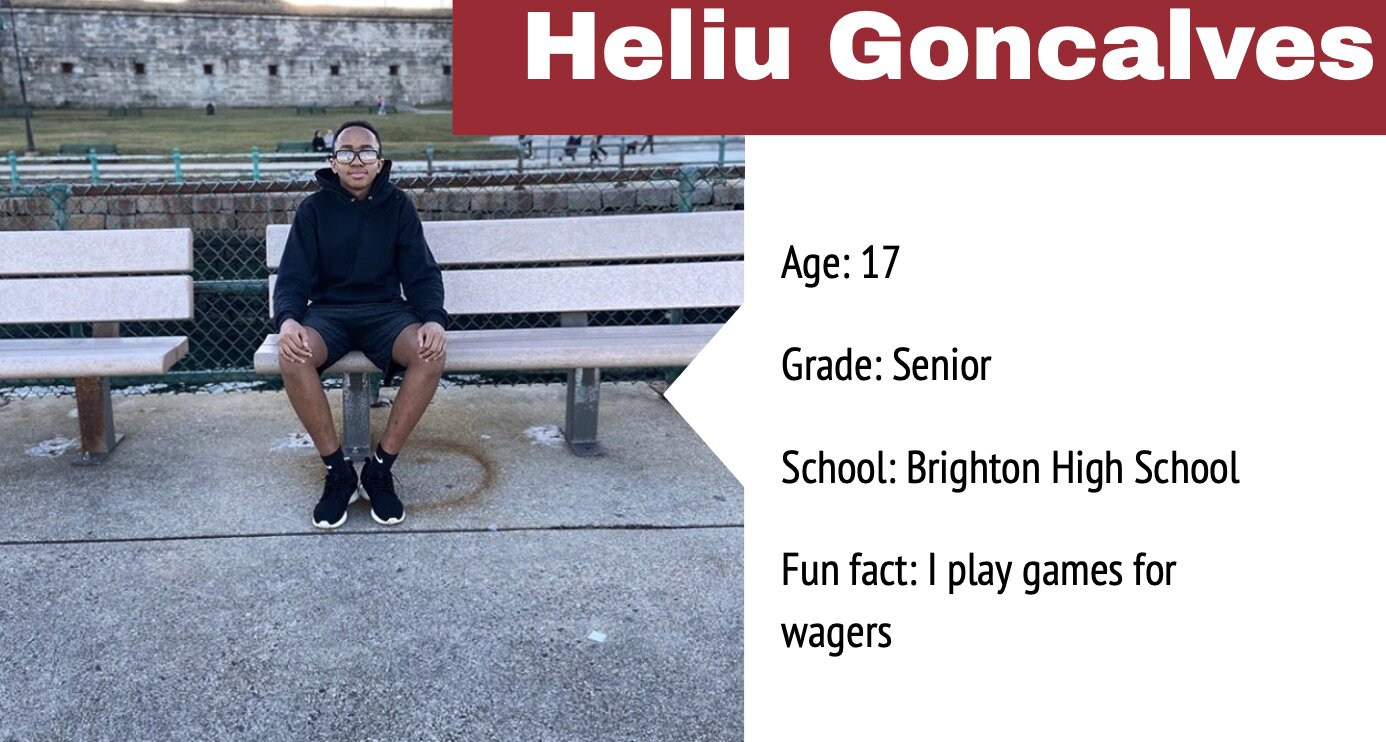 Heliu Goncalves
Age: 17
Grade: Senior
School: Brighton High School
Fun fact: I play games for
wagers